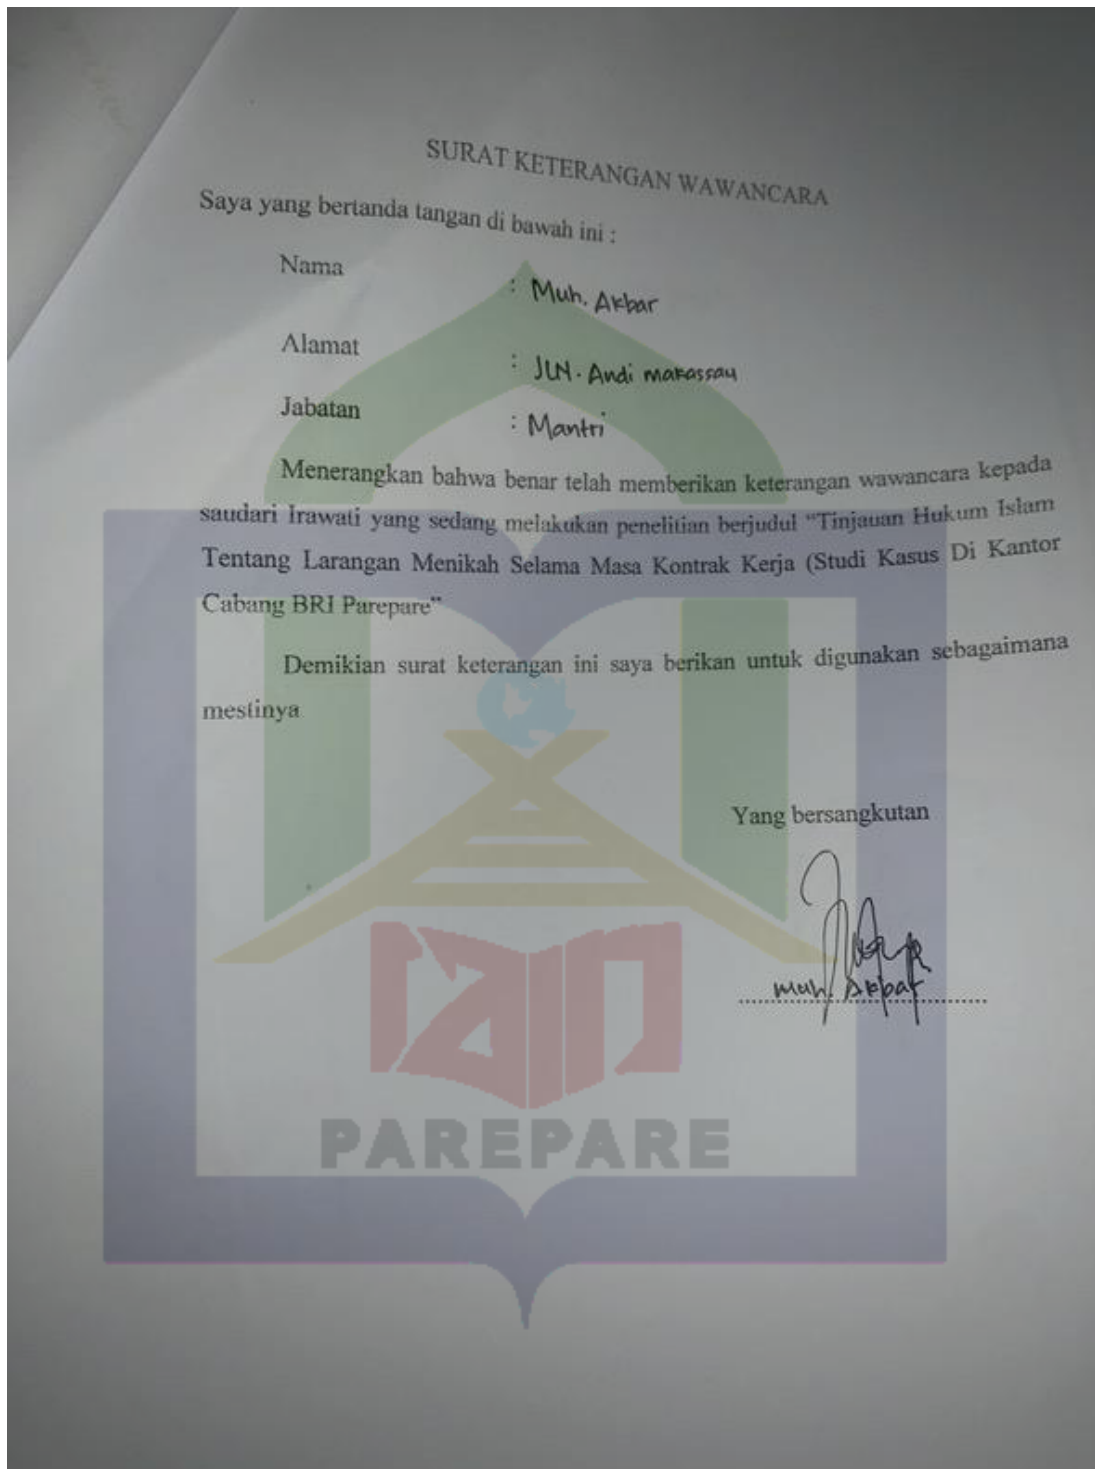 SURAT KETERANGAN WAWANCARA
Saya yang bertanda tangan di bawah ini :
Nama : Muh. Akbar
Alamat : JLN. Andi makassau
Jabatan : Mantri
Menerangkan bahwa benar telah memberikan keterangan wawancara kepada
saudari Irawati yang sedang melakukan penelitian berjudul "Tinjauan Hukum Islam
Tentang Larangan Menikah Selama Masa Kontrak Kerja (Studi Kasus Di Kantor
Cabang BRI Parepare"
Demikian surat keterangan ini saya berikan untuk digunakan sebagaimana
mestinya
Yang bersangkutan
Muh. Akbar
IAIN
PAREPARE